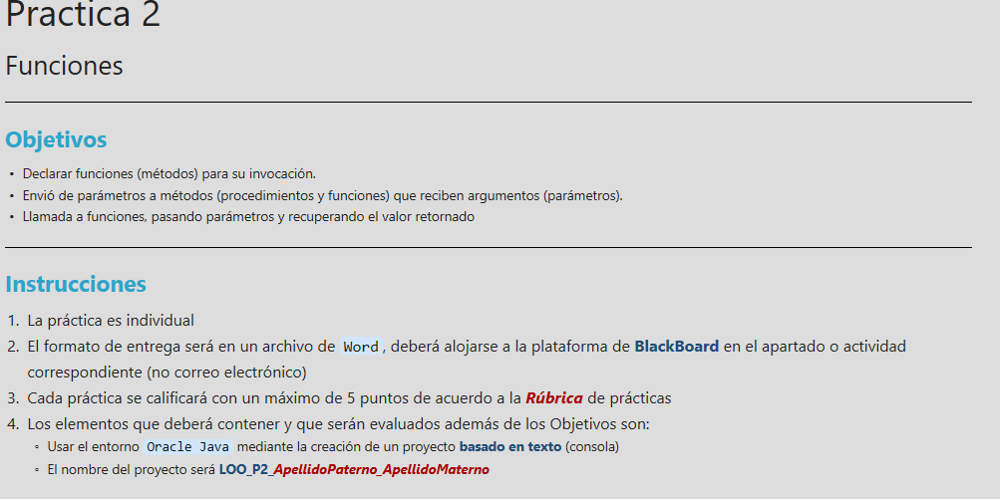 Practica 2
Funciones
Objetivos
• Declarar funciones (métodos) para su invocación.
• Envió de parámetros a métodos (procedimientos y funciones) que reciben argumentos (parámetros).
• Llamada a funciones, pasando parámetros y recuperando el valor retornado
Instrucciones
1. La práctica es individual
2. El formato de entrega será en un archivo de Word, deberá alojarse a la plataforma de BlackBoard en el apartado o actividad
correspondiente (no correo electrónico)
3. Cada práctica se calificará con un máximo de 5 puntos de acuerdo a la Rúbrica de prácticas
4. Los elementos que deberá contener y que serán evaluados además de los Objetivos son:
◦ Usar el entorno Oracle Java mediante la creación de un proyecto basado en texto (consola)
◦ El nombre del proyecto será LOO_P2_ApellidoPaterno_ApellidoMaterno